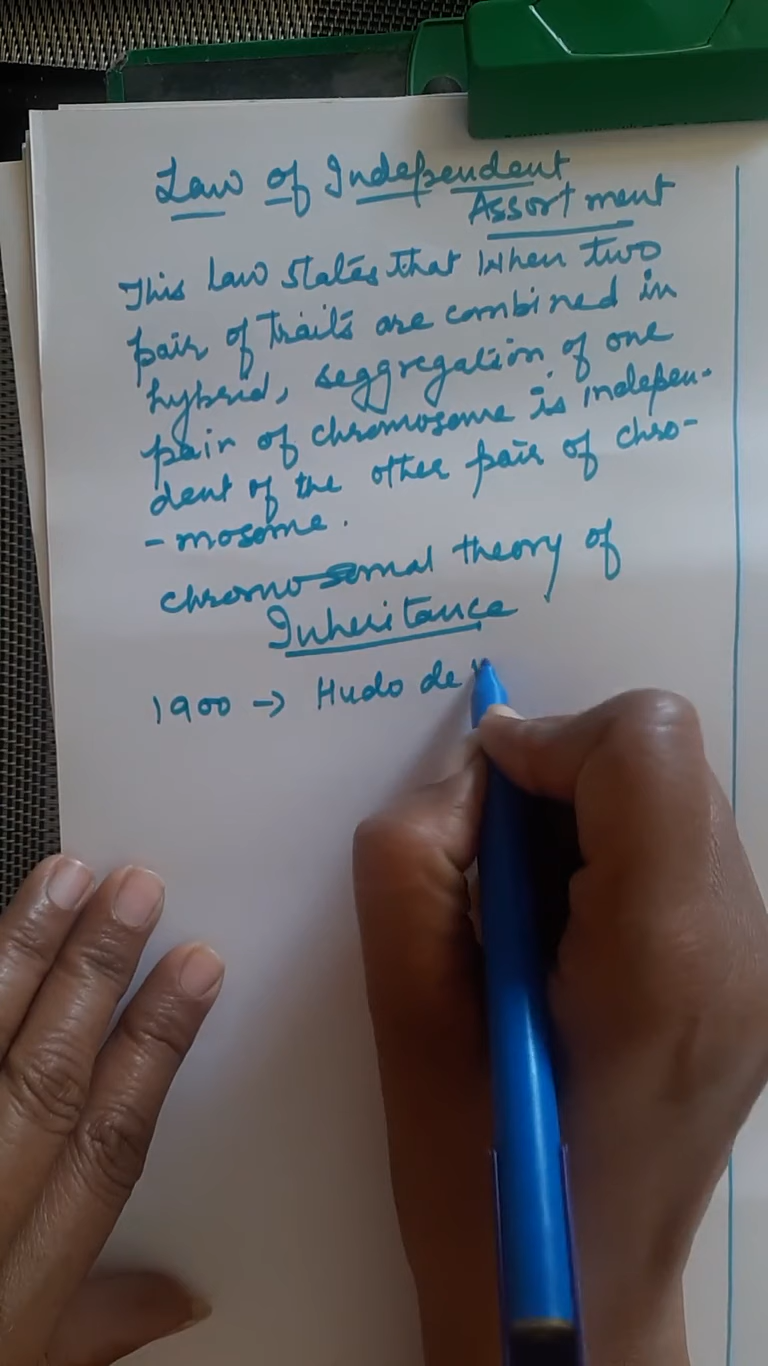 Law of Independent
Assortment
This Law states that When two
pair of traits are combined in
hybrid, seggregation of one
pair of chromosome is indepen-
dent of the other pair of chro-
-mosome.
chromosomal theory of
Inheritance
1900 → Hudo de